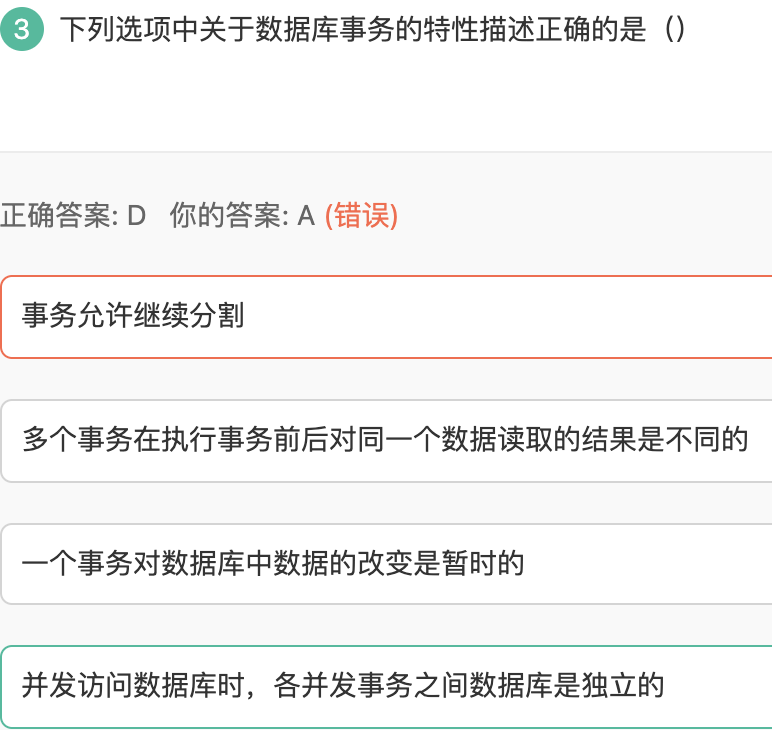 3 下列选项中关于数据库事务的特性描述正确的是（）
正确答案: D 你的答案: A (错误)
事务允许继续分割
多个事务在执行事务前后对同一个数据读取的结果是不同的
一个事务对数据库中数据的改变是暂时的
并发访问数据库时，各并发事务之间数据库是独立的